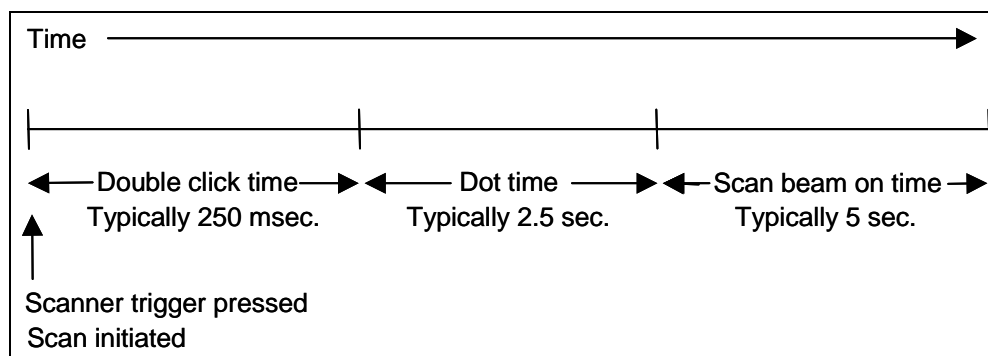 Time
Double click time
Typically 250 msec.
Dot time
Typically 2.5 sec.
Scan beam on time
Typically 5 sec.
Scanner trigger pressed
Scan initiated